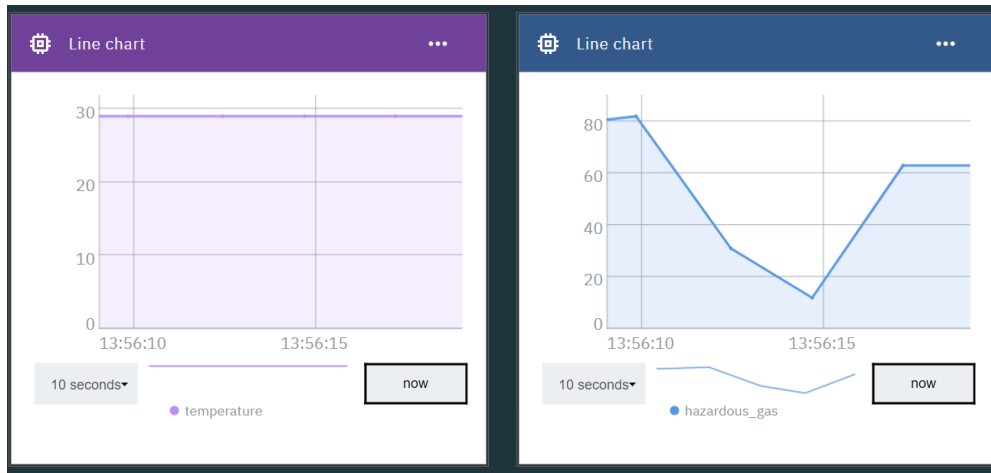 Line chart
30
20
10
0
13:56:10 13:56:15
10 seconds
now
temperature
Line chart
80
60
40
20
0
13:56:10 13:56:15
10 seconds
now
hazardous_gas